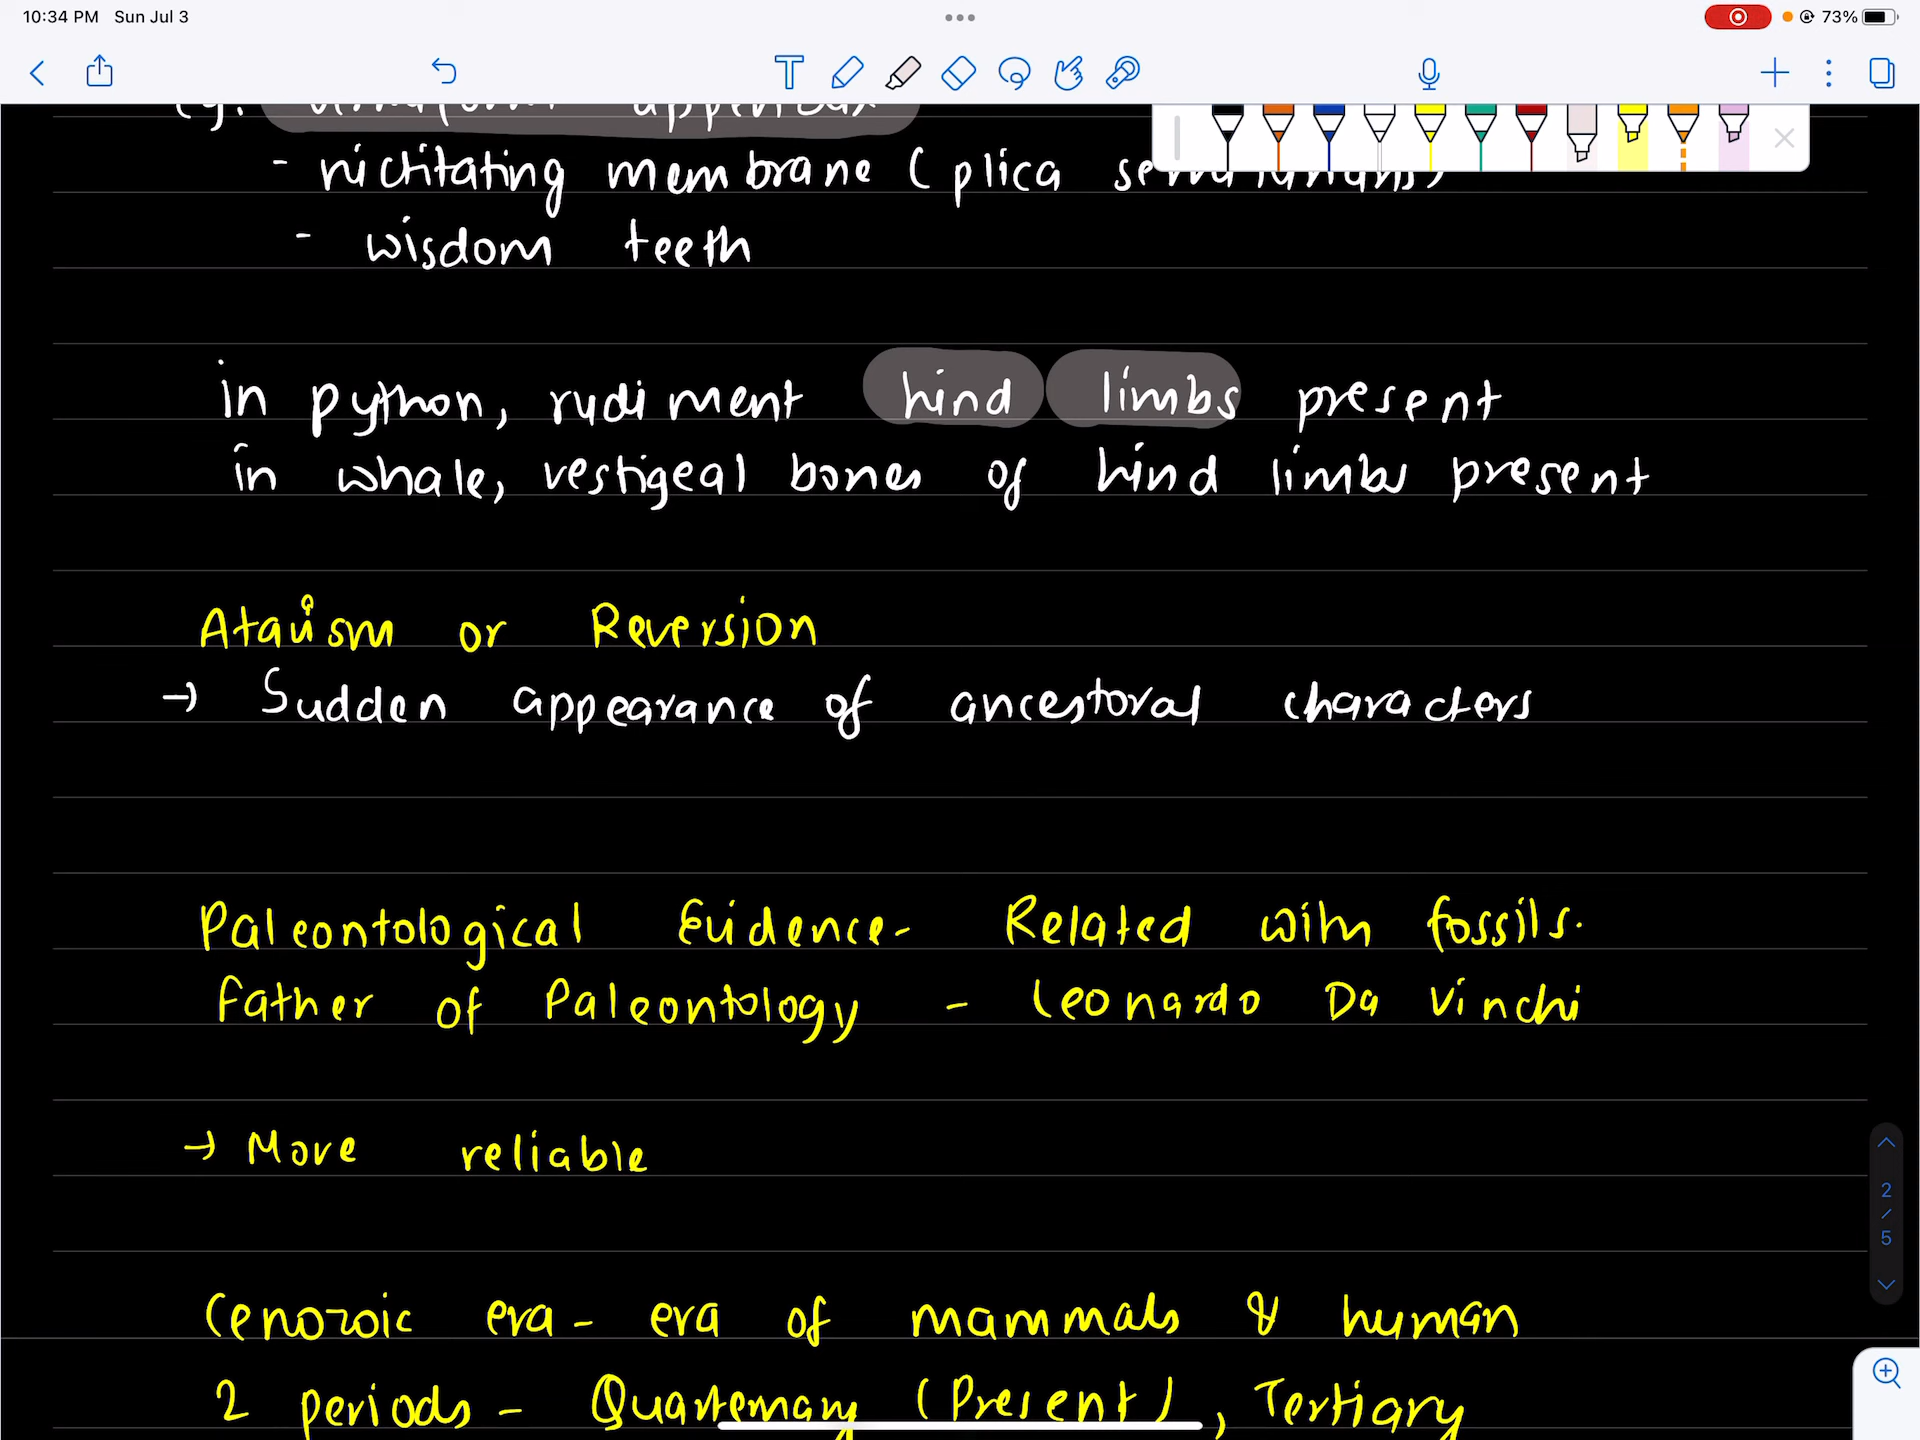 10:34 PM Sun Jul 3
73%
- nictitating membrane (plica
- wisdom teeth
in python, rudiment hind limbs present
in whale, vestigeal bones of hind limbs present
Atavism or Reversion
→ Sudden appearance of ancestoral characters
Paleontological Evidence - Related with fossils.
Father of Paleontology - Leonardo Da Vinchi
→ More reliable
Cenozoic era - era of mammals & human
2 periods - Quarternary (Present), Tertiary
2
/
5